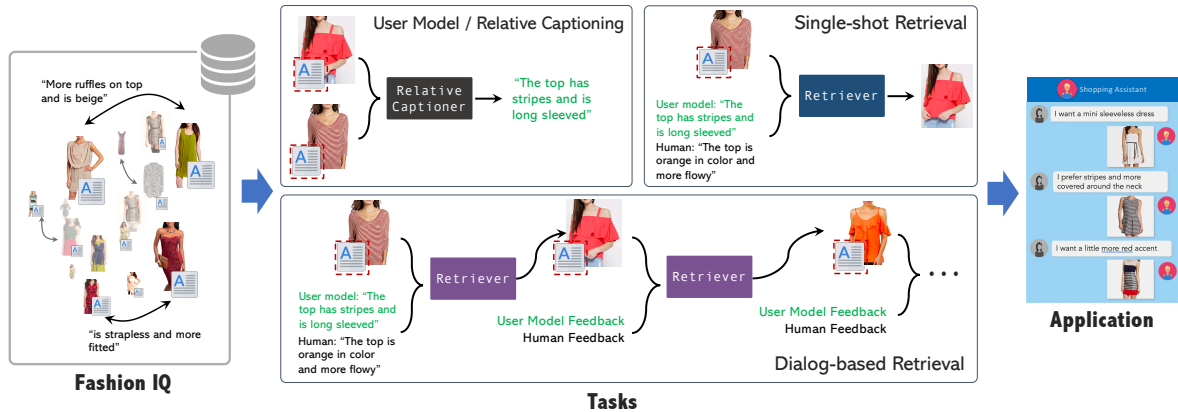 “More ruffles on top
and is beige”
A
A
A
A
“is strapless and more
fitted”
Fashion IQ
User Model / Relative Captioning
A
A
Relative
Captioner
“The top has
stripes and is
long sleeved”
Single-shot Retrieval
A
User model: “The
top has stripes and
is long sleeved”
Human: “The top is
orange in color and
more flowy”
Retriever
A
User model: “The
top has stripes and
is long sleeved”
Human: “The top is
orange in color
and more flowy”
Retriever
A
User Model Feedback
Human Feedback
Retriever
A
User Model Feedback
Human Feedback
Dialog-based Retrieval
Tasks
Shopping Assistant
I want a mini sleeveless dress
I prefer stripes and more
covered around the neck
I want a little more red accent
Application